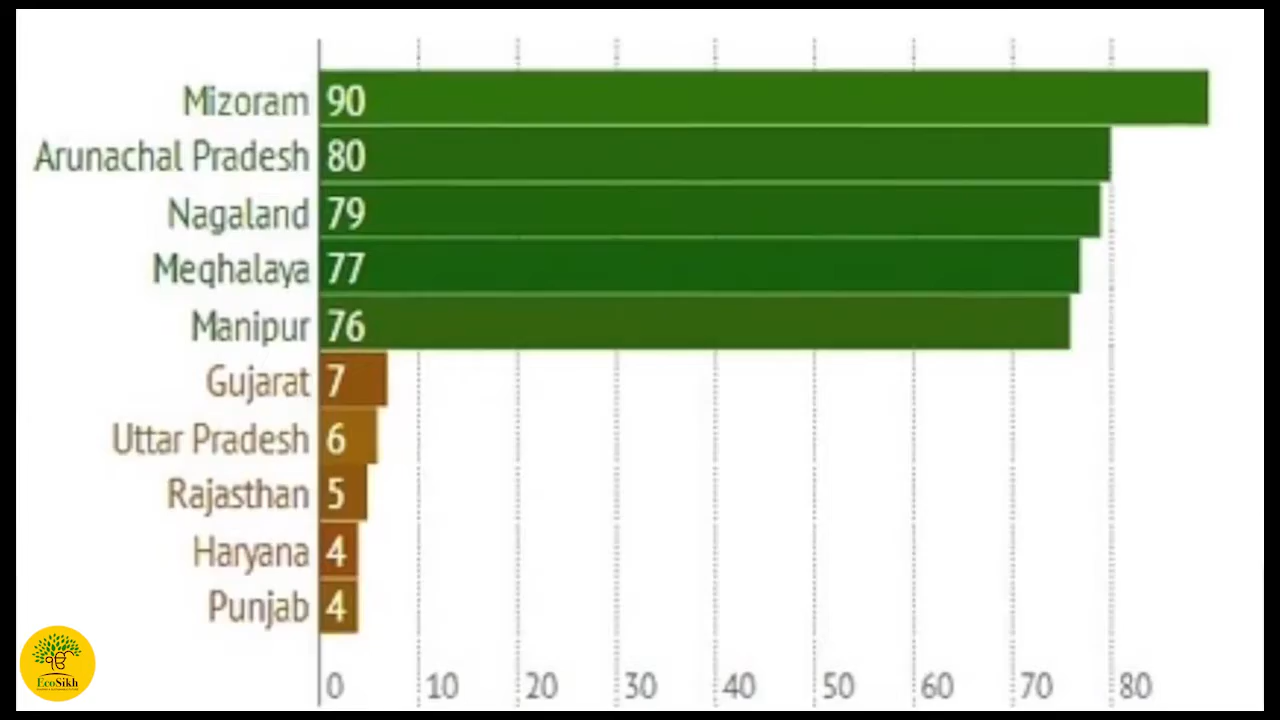 Mizoram 90
Arunachal Pradesh 80
Nagaland 79
Meghalaya 77
Manipur 76
Gujarat 7
Uttar Pradesh 6
Rajasthan 5
Haryana 4
Punjab 4
0 10 20 30 40 50 60 70 80
ੴ
EcoSikh